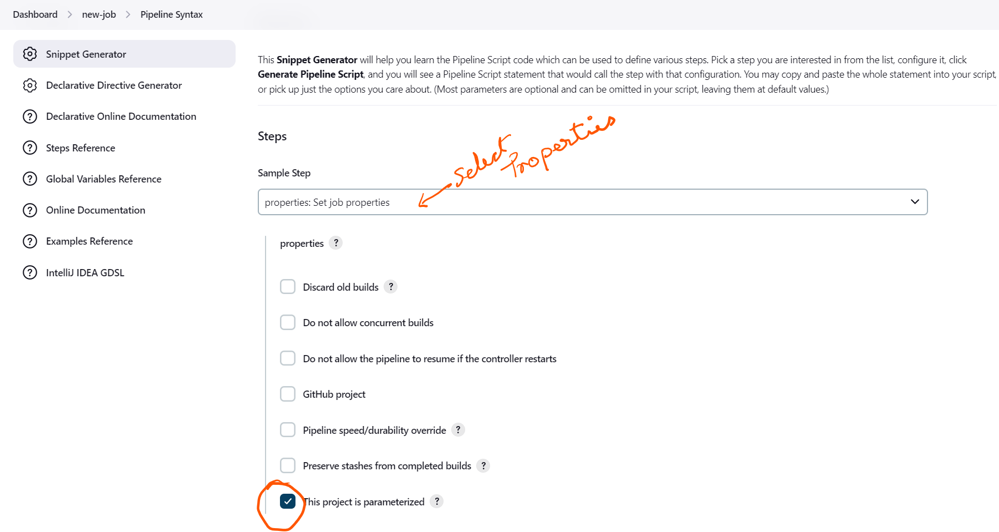 Dashboard > new-job > Pipeline Syntax
Snippet Generator
Declarative Directive Generator
? Declarative Online Documentation
? Steps Reference
? Global Variables Reference
? Online Documentation
? Examples Reference
? IntelliJ IDEA GDSL
This Snippet Generator will help you learn the Pipeline Script code which can be used to define various steps. Pick a step you are interested in from the list, configure it, click
Generate Pipeline Script, and you will see a Pipeline Script statement that would call the step with that configuration. You may copy and paste the whole statement into your script,
or pick up just the options you care about. (Most parameters are optional and can be omitted in your script, leaving them at default values.)
Steps
select Properties
Sample Step
properties: Set job properties
properties ?
Discard old builds ?
Do not allow concurrent builds
Do not allow the pipeline to resume if the controller restarts
GitHub project
Pipeline speed/durability override ?
Preserve stashes from completed builds ?
This project is parameterized ?